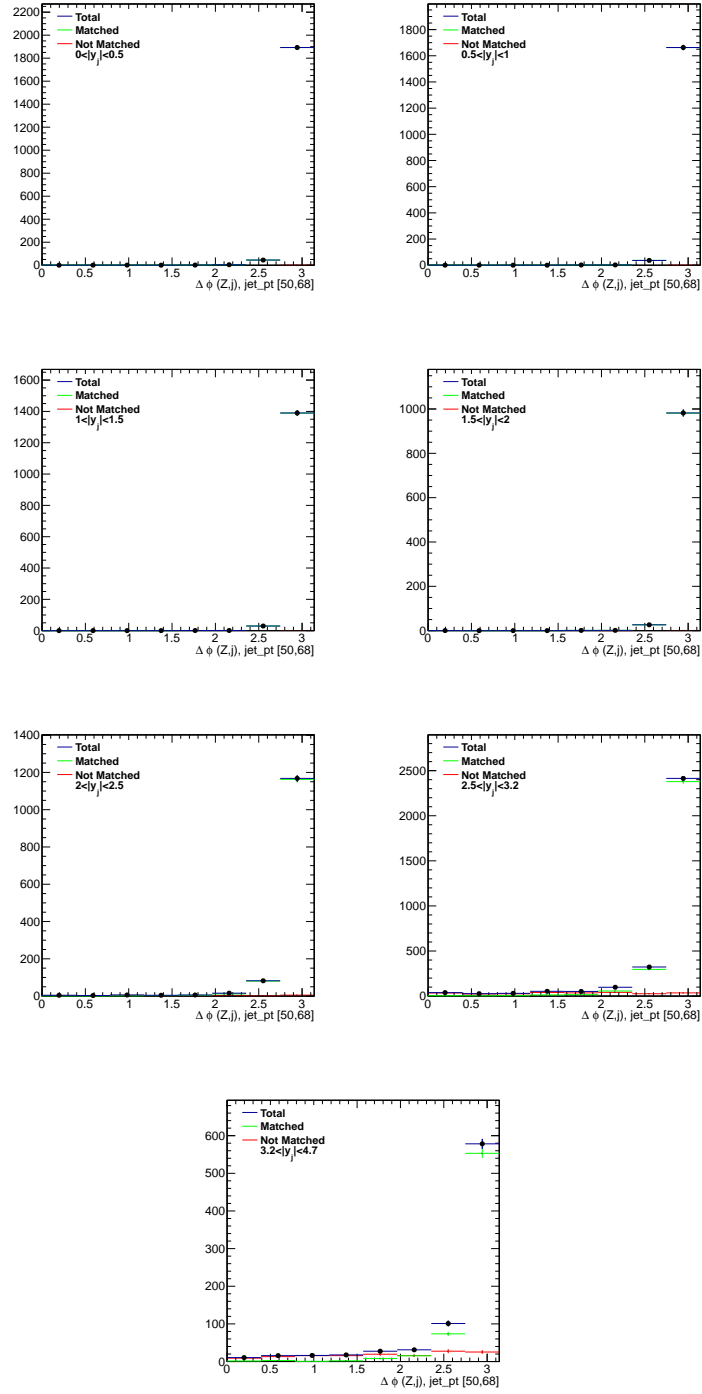 2200
2000
1800
1600
1400
1200
1000
800
600
400
200
0
Total
Matched
Not Matched
0<|y_j|<0.5
0 0.5 1 1.5 2 2.5 3
Δ ϕ (Z,j), jet_pt [50,68]
1800
1600
1400
1200
1000
800
600
400
200
0
Total
Matched
Not Matched
0.5<|y_j|<1
0 0.5 1 1.5 2 2.5 3
Δ ϕ (Z,j), jet_pt [50,68]
1600
1400
1200
1000
800
600
400
200
0
Total
Matched
Not Matched
1<|y_j|<1.5
0 0.5 1 1.5 2 2.5 3
Δ ϕ (Z,j), jet_pt [50,68]
1000
800
600
400
200
0
Total
Matched
Not Matched
1.5<|y_j|<2
0 0.5 1 1.5 2 2.5 3
Δ ϕ (Z,j), jet_pt [50,68]
1400
1200
1000
800
600
400
200
0
Total
Matched
Not Matched
2<|y_j|<2.5
0 0.5 1 1.5 2 2.5 3
Δ ϕ (Z,j), jet_pt [50,68]
2500
2000
1500
1000
500
0
Total
Matched
Not Matched
2.5<|y_j|<3.2
0 0.5 1 1.5 2 2.5 3
Δ ϕ (Z,j), jet_pt [50,68]
600
500
400
300
200
100
0
Total
Matched
Not Matched
3.2<|y_j|<4.7
0 0.5 1 1.5 2 2.5 3
Δ ϕ (Z,j), jet_pt [50,68]